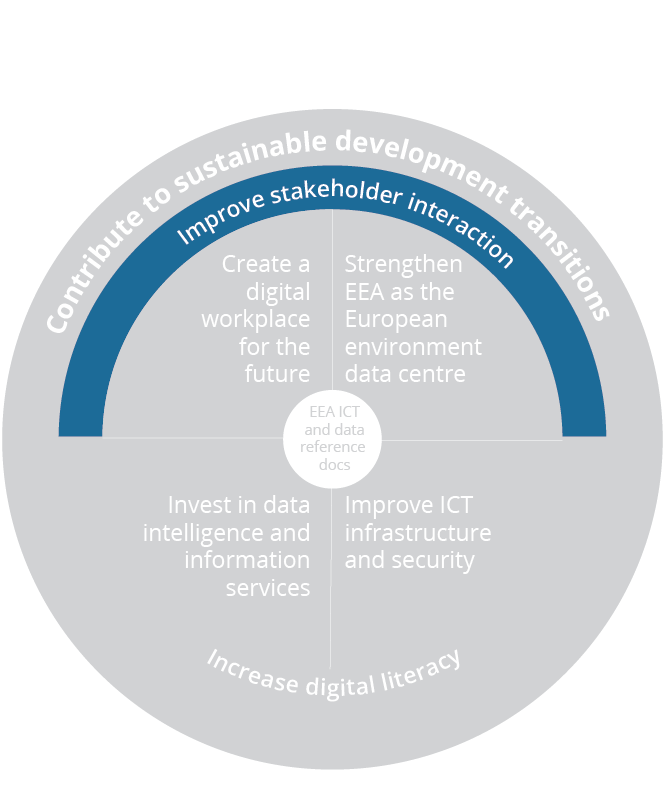 Contribute to sustainable development transitions
Improve stakeholder interaction
Create a
digital
workplace
for the
future
Strengthen
EEA as the
European
environment
data centre
EEA ICT
and data
reference
docs
Invest in data
intelligence and
information
services
Improve ICT
infrastructure
and security
Increase digital literacy